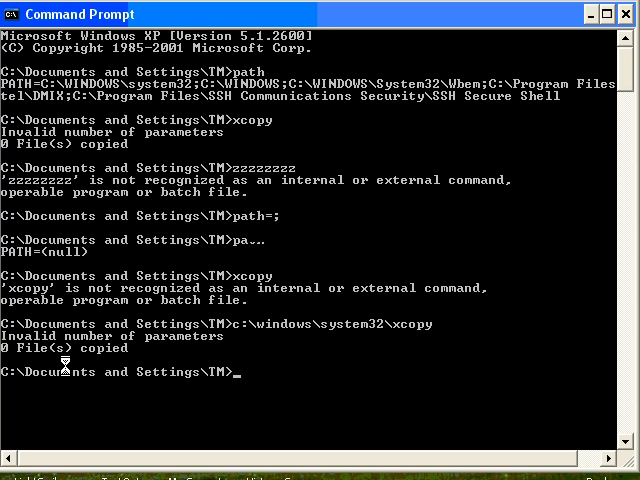 Command Prompt
Microsoft Windows XP [Version 5.1.2600]
(C) Copyright 1985-2001 Microsoft Corp.
C:\Documents and Settings\TM>path
PATH=C:\WINDOWS\system32;C:\WINDOWS;C:\WINDOWS\System32\Wbem;C:\Program Files
tel\DMIX;C:\Program Files\SSH Communications Security\SSH Secure Shell
C:\Documents and Settings\TM>xcopy
Invalid number of parameters
0 File(s) copied
C:\Documents and Settings\TM>zzzzzzzz
'zzzzzzzz' is not recognized as an internal or external command,
operable program or batch file.
C:\Documents and Settings\TM>path=;
C:\Documents and Settings\TM>pa...
PATH=(null)
C:\Documents and Settings\TM>xcopy
'xcopy' is not recognized as an internal or external command,
operable program or batch file.
C:\Documents and Settings\TM>c:\windows\system32\xcopy
Invalid number of parameters
0 File(s) copied
C:\Documents and Settings\TM>_